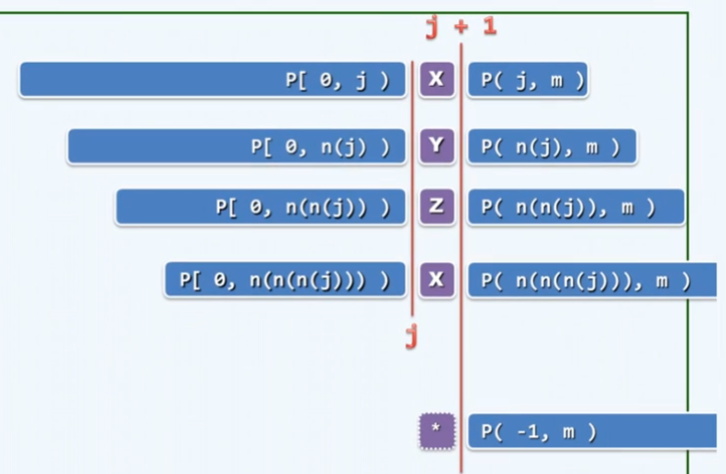 j + 1
P[ 0, j ) X P( j, m )
P[ 0, n(j) ) Y P( n(j), m )
P[ 0, n(n(j)) ) Z P( n(n(j)), m )
P[ 0, n(n(n(j))) ) X P( n(n(n(j))), m )
j
* P( -1, m )